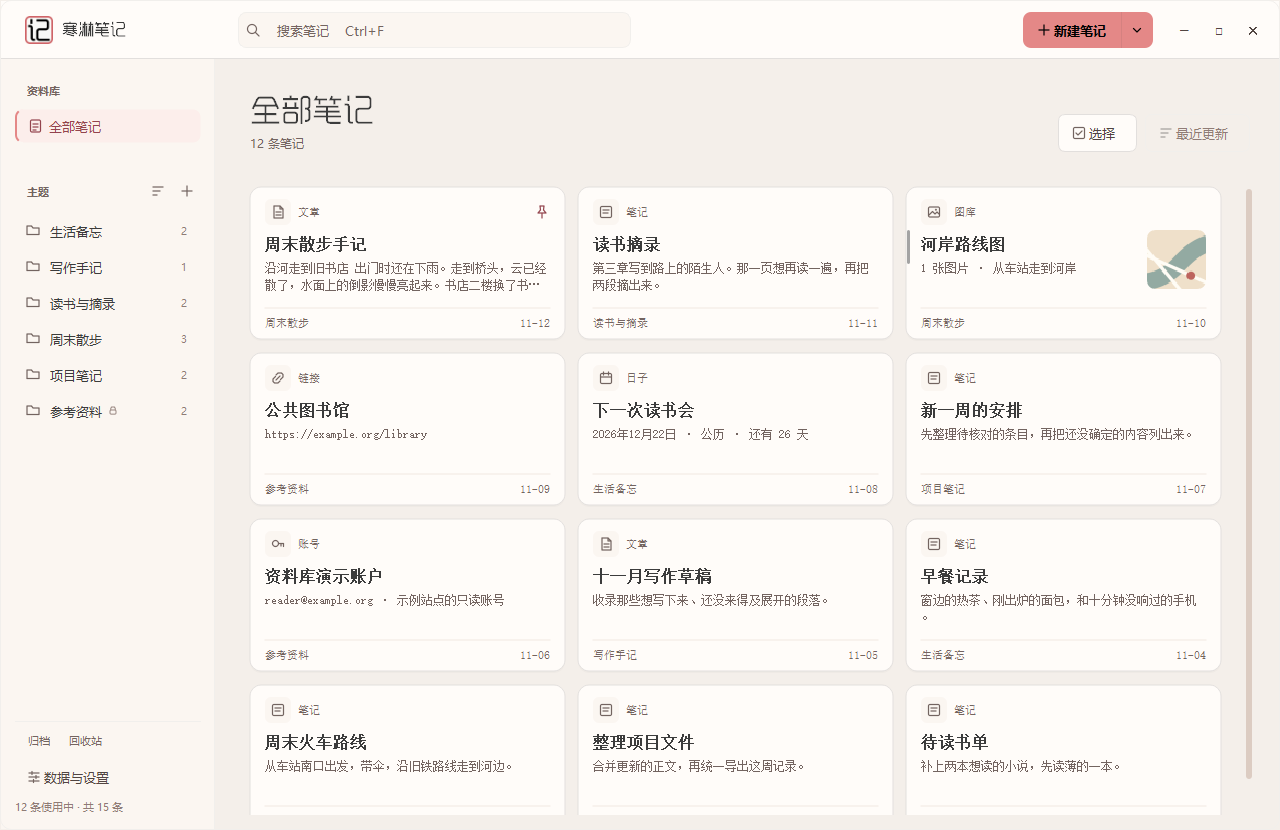 记 寒淋笔记
搜索笔记 Ctrl+F
新建笔记
资料库
全部笔记
主题
生活备忘 2
写作手记 1
读书与摘录 2
周末散步 3
项目笔记 2
参考资料 2
归档 回收站
数据与设置
12 条使用中 · 共 15 条
全部笔记
12 条笔记
选择
最近更新
文章
周末散步手记
沿河走到旧书店 出门时还在下雨。走到桥头，云已经
散了，水面上的倒影慢慢亮起来。书店二楼换了书…
周末散步 11-12
笔记
读书摘录
第三章写到路上的陌生人。那一页想再读一遍，再把
两段摘出来。
读书与摘录 11-11
图库
河岸路线图
1 张图片 · 从车站走到河岸
周末散步 11-10
链接
公共图书馆
https://example.org/library
参考资料 11-09
日子
下一次读书会
2026年12月22日 · 公历 · 还有 26 天
生活备忘 11-08
笔记
新一周的安排
先整理待核对的条目，再把还没确定的内容列出来。
项目笔记 11-07
账号
资料库演示账户
reader@example.org · 示例站点的只读账号
参考资料 11-06
文章
十一月写作草稿
收录那些想写下来、还没来得及展开的段落。
写作手记 11-05
笔记
早餐记录
窗边的热茶、刚出炉的面包，和十分钟没响过的手机
。
生活备忘 11-04
笔记
周末火车路线
从车站南口出发，带伞，沿旧铁路线走到河边。
笔记
整理项目文件
合并更新的正文，再统一导出这周记录。
笔记
待读书单
补上两本想读的小说，先读薄的一本。